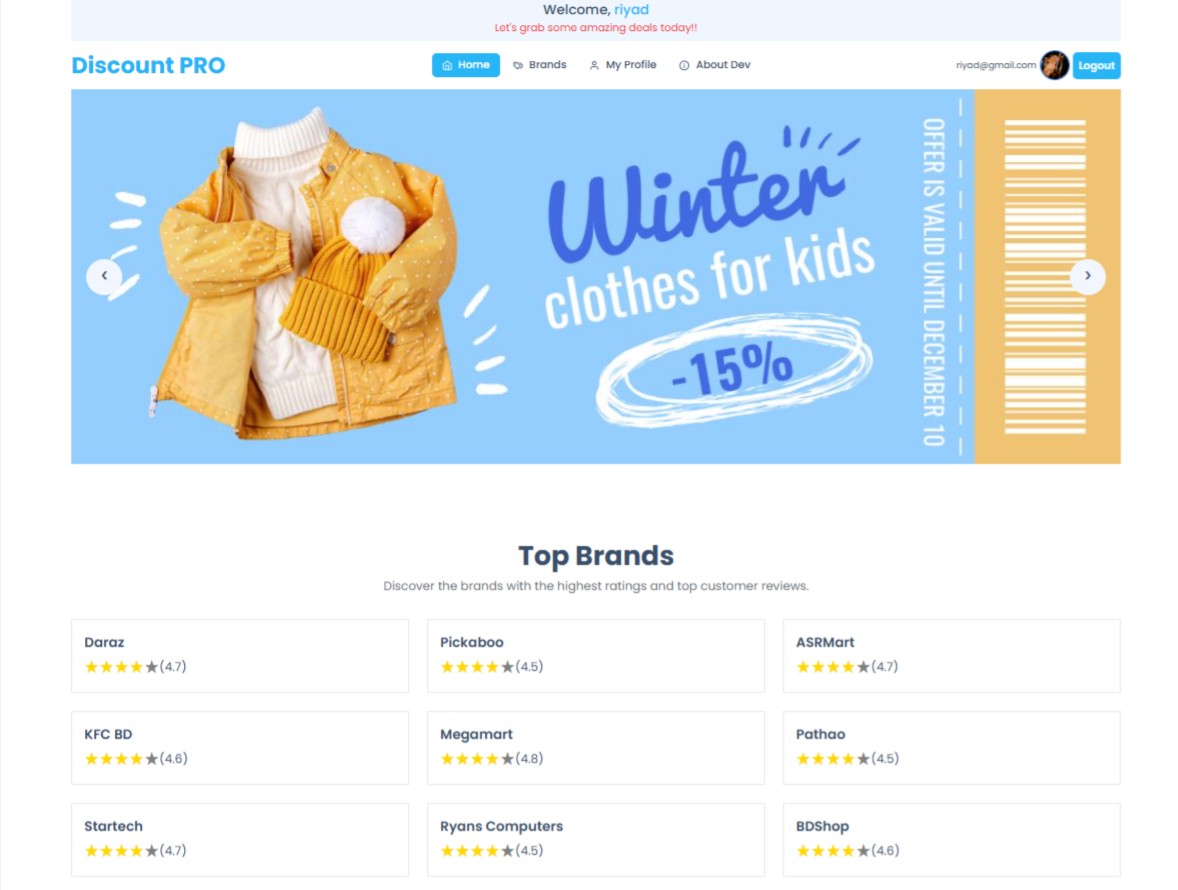 Welcome, riyad
Let's grab some amazing deals today!!
Discount PRO
Home
Brands
My Profile
About Dev
riyad@gmail.com
Logout
Winter
clothes for kids
-15%
OFFER IS VALID UNTIL DECEMBER 10
Top Brands
Discover the brands with the highest ratings and top customer reviews.
Daraz
(4.7)
Pickaboo
(4.5)
ASRMart
(4.7)
KFC BD
(4.6)
Megamart
(4.8)
Pathao
(4.5)
Startech
(4.7)
Ryans Computers
(4.5)
BDShop
(4.6)